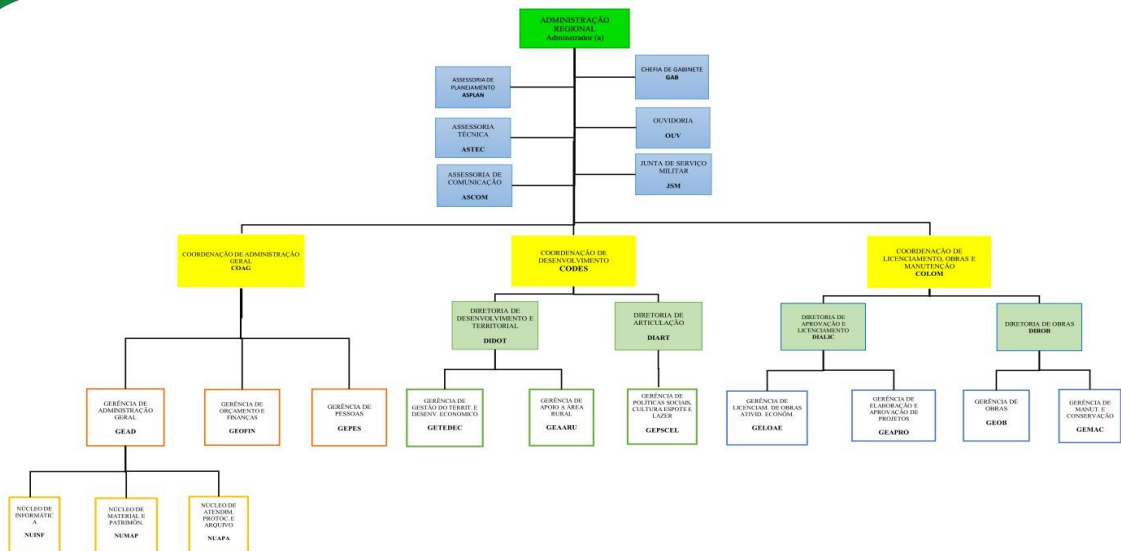 ADMINISTRAÇÃO
REGIONAL
Adminstrador (a)
ASSESSORIA DE
PLANEJAMENTO
ASPLAN
CHEFIA DE GABINETE
GAB
ASSESSORIA
TÉCNICA
ASTEC
OUVIDORIA
OUV
ASSESSORIA DE
COMUNICAÇÃO
ASCOM
JUNTA DE SERVIÇO
MILITAR
JSM
COORDENAÇÃO DE ADMINISTRAÇÃO
GERAL
COAG
COORDENAÇÃO DE
DESENVOLVIMENTO
CODES
COORDENAÇÃO DE
LICENCIAMENTO, OBRAS E
MANUTENÇÃO
COLOM
DIRETORIA DE
DESENVOLVIMENTO E
TERRITORIAL
DIDOT
DIRETORIA DE
ARTICULAÇÃO
DIART
DIRETORIA DE
APROVAÇÃO E
LICENCIAMENTO
DIALIC
DIRETORIA DE OBRAS
DIROB
GERÊNCIA DE
ADMINISTRAÇÃO
GERAL
GEAD
GERÊNCIA DE
ORÇAMENTO E
FINANÇAS
GEOFIN
GERÊNCIA DE
PESSOAS
GEPES
GERÊNCIA DE
GESTÃO DO TERRIT. E
DESENV. ECONOMICO
GETEDEC
GERÊNCIA DE
APOIO A ÁREA
RURAL
GEAARU
GERÊNCIA DE
POLÍTICAS SOCIAIS,
CULTURA ESPOTE E
LAZER
GEPSCEL
GERÊNCIA DE
LICENCIAM. DE OBRAS
ATIVID. ECONÔM.
GELOAE
GERÊNCIA DE
ELABORAÇÃO E
APROVAÇÃO DE
PROJETOS
GEAPRO
GERÊNCIA DE
OBRAS
GEOB
GERÊNCIA DE
MANUT. E
CONSERVAÇÃO
GEMAC
NÚCLEO DE
INFORMÁTIC
A.
NUINF
NÚCLEO DE
MATERIAL E
PATRIMÔN.
NUMAP
NÚCLEO DE
ATENDIM.
PROTOC. E
ARQUIVO
NUAPA